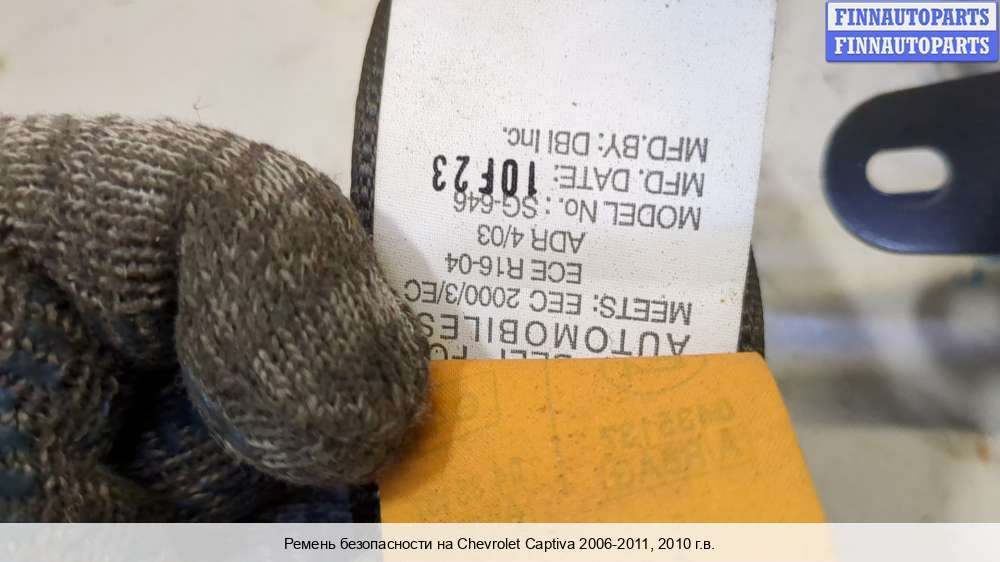 FINNAUTOPARTS
FINNAUTOPARTS
AUTOMOBILES
MEETS: EEC 2000/3/EC
ECE R16-04
ADR 4/03
MODEL No.: SG-646
MFD. DATE: 10F23
MFD.BY: DBI Inc.
Ремень безопасности на Chevrolet Captiva 2006-2011, 2010 г.в.